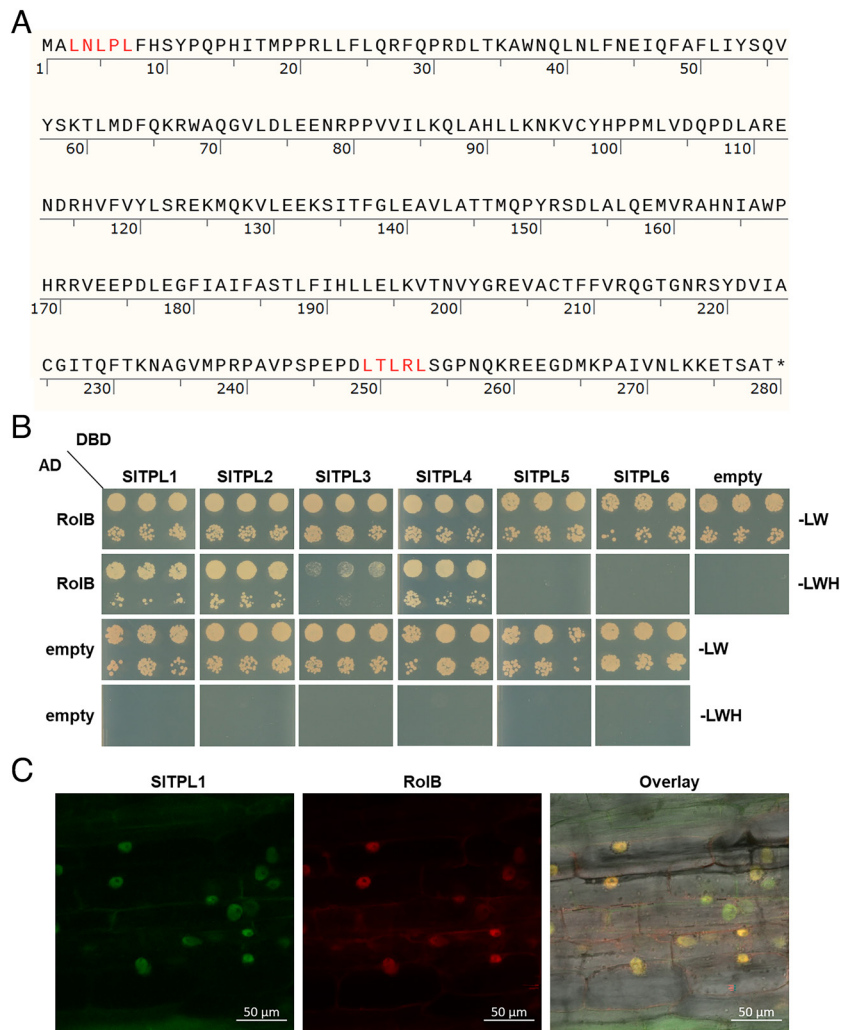 A
MALNLPLFHSYPQPHITMPPRLLFLQRFQPRDLTKAWNQLNLFNEIQFAFLIYSQV
1 10 20 30 40 50
YSKTLMDFQKRWAQGVLDLEENRPPVVILKQLAHLLKNKVCYHPPMLVDQPDLARE
60 70 80 90 100 110
NDRHVFVYLSREKMQKVLEEKSITFGLEAVLATTMQPYRSDLALQEMVRAHNIAWP
120 130 140 150 160
HRRVEEPDLEGFIAIFASTLFIHLLELKVTNVYGREVACTFFVRQGTGNRSYDVIA
170 180 190 200 210 220
CGITQFTKNAGVMPRPAVPSPEPDLTLRLSGPNQKREEGDMKPAIVNLKKETSAT*
230 240 250 260 270 280
B
DBD
AD
SlTPL1 SlTPL2 SlTPL3 SlTPL4 SlTPL5 SlTPL6 empty
RolB -LW
RolB -LWH
empty -LW
empty -LWH
C
SlTPL1 RolB Overlay
50 µm 50 µm 50 µm